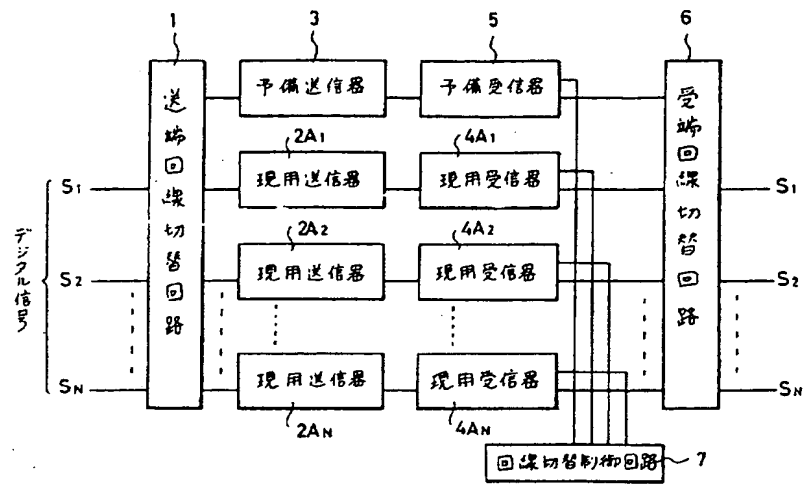 1
3
5
6
送端回線切替回路
予備送信器
予備受信器
受端回線切替回路
2A1
4A1
S1
現用送信器
現用受信器
S1
デジタル信号
2A2
4A2
S2
現用送信器
現用受信器
S2
SN
現用送信器
現用受信器
SN
2AN
4AN
回線切替制御回路
7